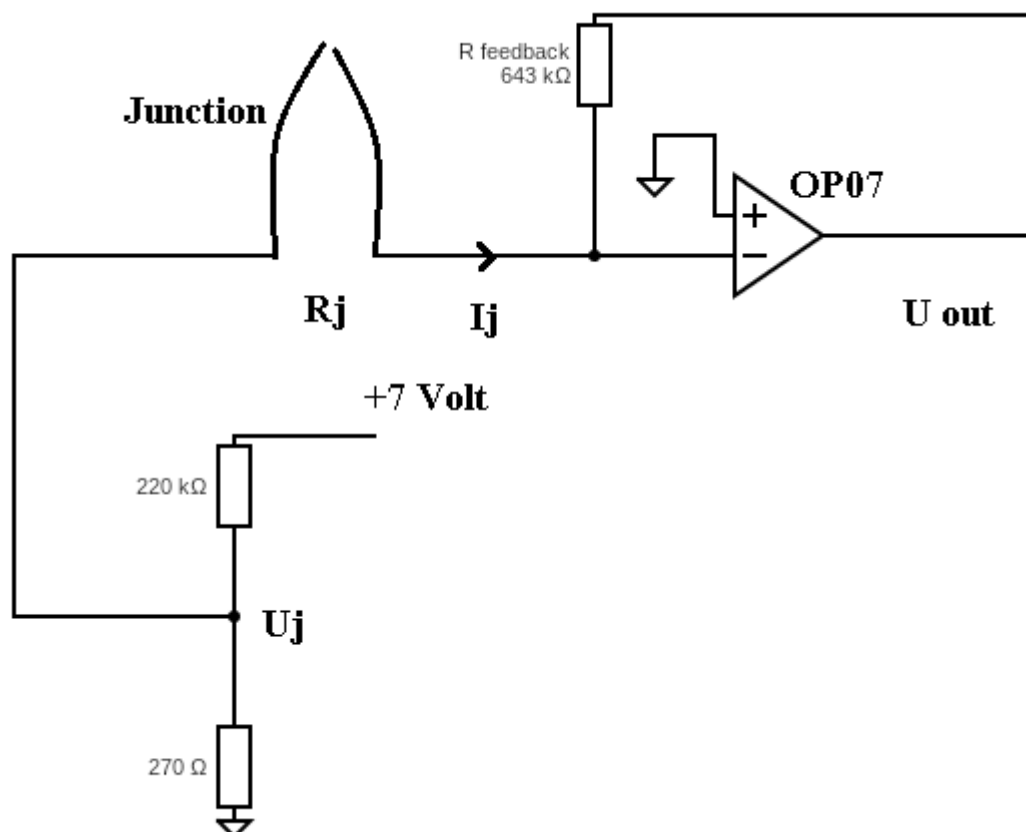 R feedback
643 kΩ
Junction
OP07
+
−
Rj
Ij
U out
+7 Volt
220 kΩ
Uj
270 Ω